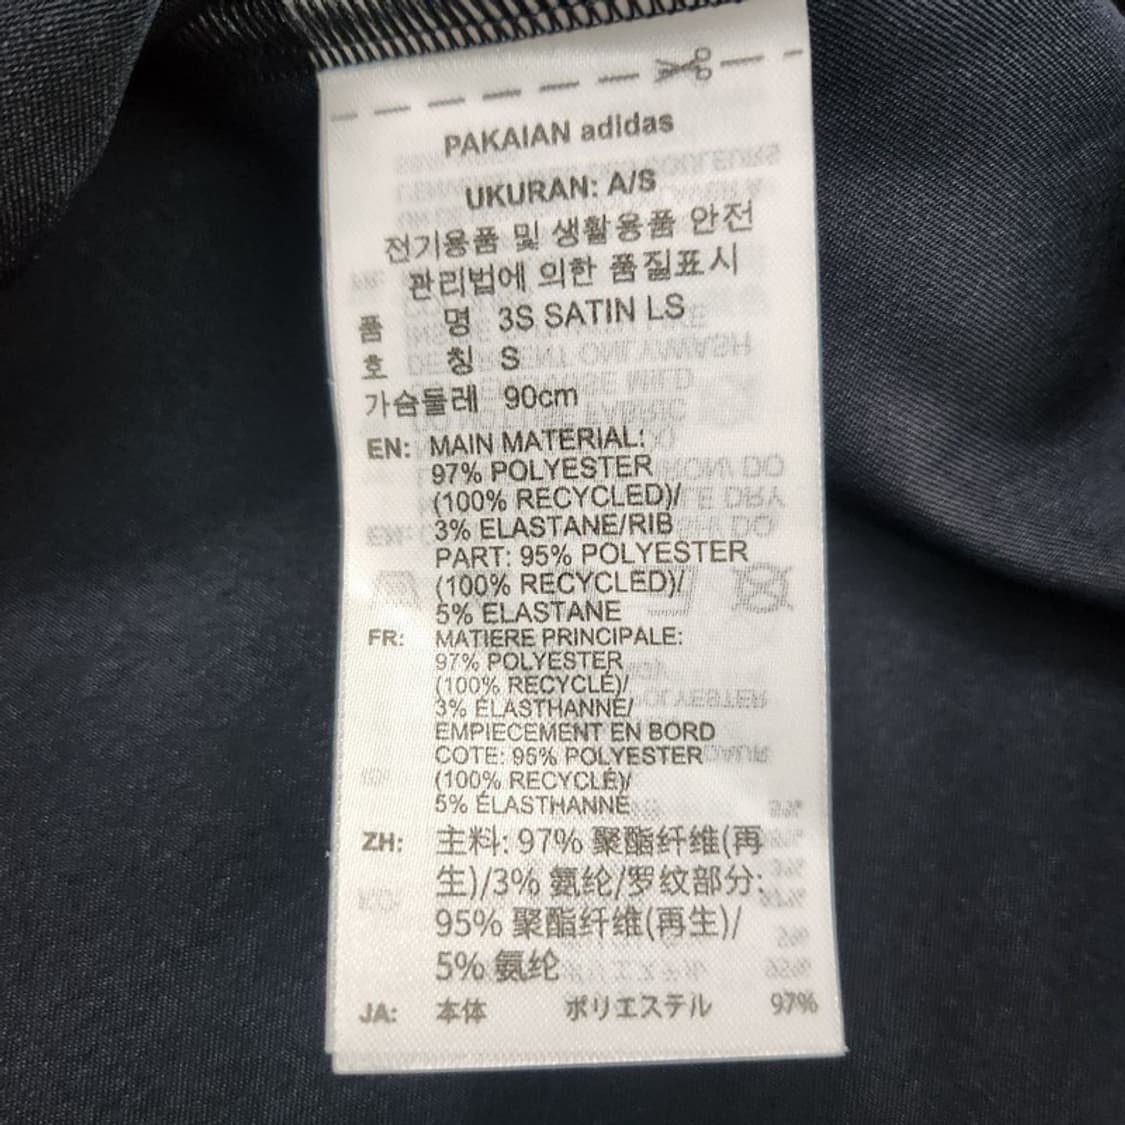 PAKAIAN adidas
UKURAN: A/S
전기용품 및 생활용품 안전
관리법에 의한 품질표시
품 명 3S SATIN LS
호 칭 S
가슴둘레 90cm
EN: MAIN MATERIAL:
97% POLYESTER
(100% RECYCLED)/
3% ELASTANE/RIB
PART: 95% POLYESTER
(100% RECYCLED)/
5% ELASTANE
FR: MATIERE PRINCIPALE:
97% POLYESTER
(100% RECYCLÉ)/
3% ÉLASTHANNE/
EMPIECEMENT EN BORD
COTE: 95% POLYESTER
(100% RECYCLÉ)/
5% ÉLASTHANNE
ZH: 主料: 97% 聚酯纤维(再
生)/3% 氨纶/罗纹部分:
95% 聚酯纤维(再生)/
5% 氨纶
JA: 本体 ポリエステル 97%